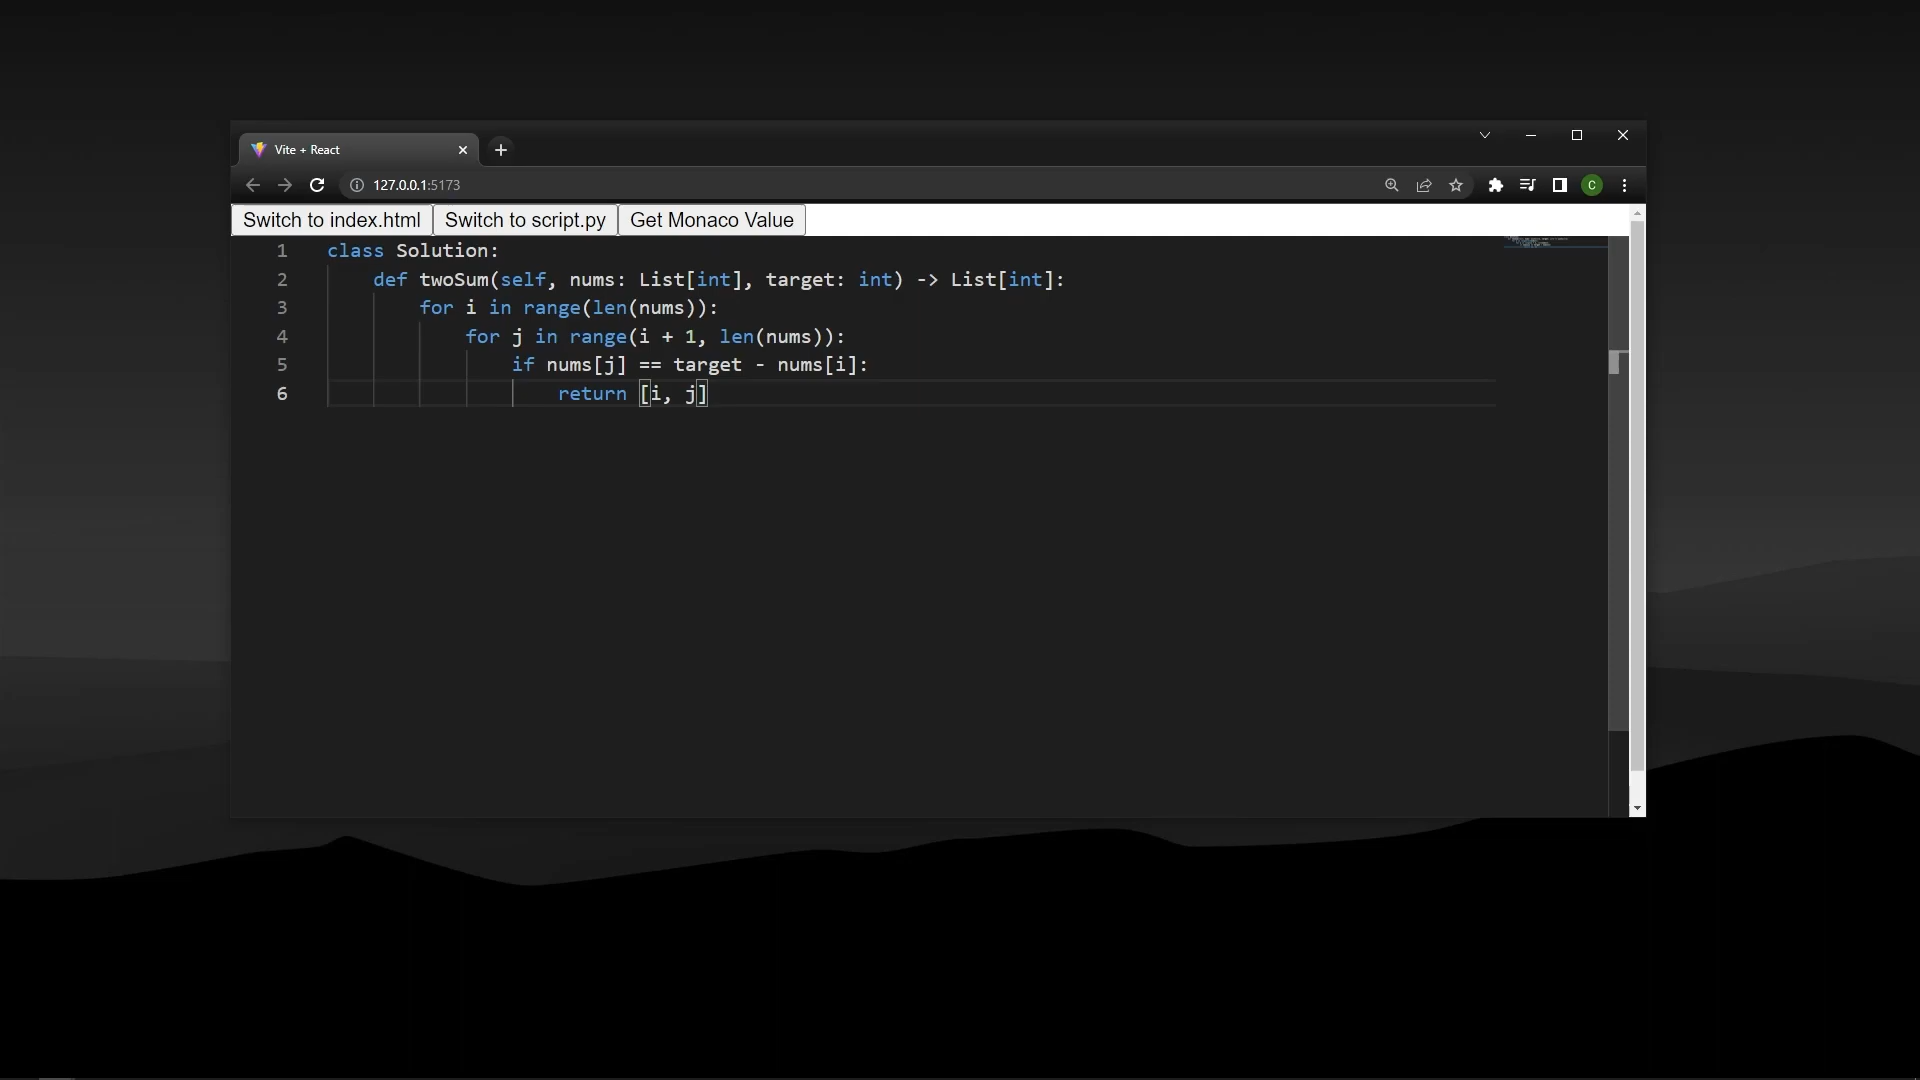 Vite + React
127.0.0.1:5173
C
Switch to index.html Switch to script.py Get Monaco Value
1 class Solution:
2     def twoSum(self, nums: List[int], target: int) -> List[int]:
3         for i in range(len(nums)):
4             for j in range(i + 1, len(nums)):
5                 if nums[j] == target - nums[i]:
6                     return [i, j]